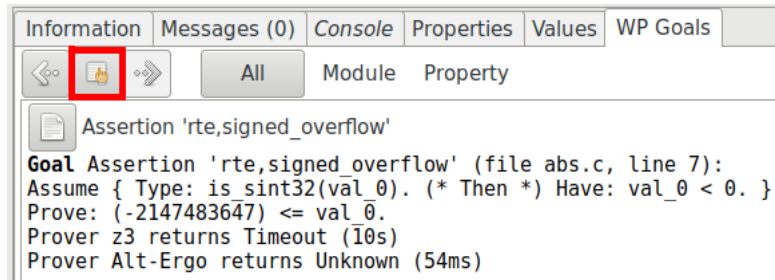 Information Messages (0) Console Properties Values WP Goals
All Module Property
Assertion 'rte,signed_overflow'
Goal Assertion 'rte,signed_overflow' (file abs.c, line 7):
Assume { Type: is_sint32(val_0). (* Then *) Have: val_0 < 0. }
Prove: (-2147483647) <= val_0.
Prover z3 returns Timeout (10s)
Prover Alt-Ergo returns Unknown (54ms)